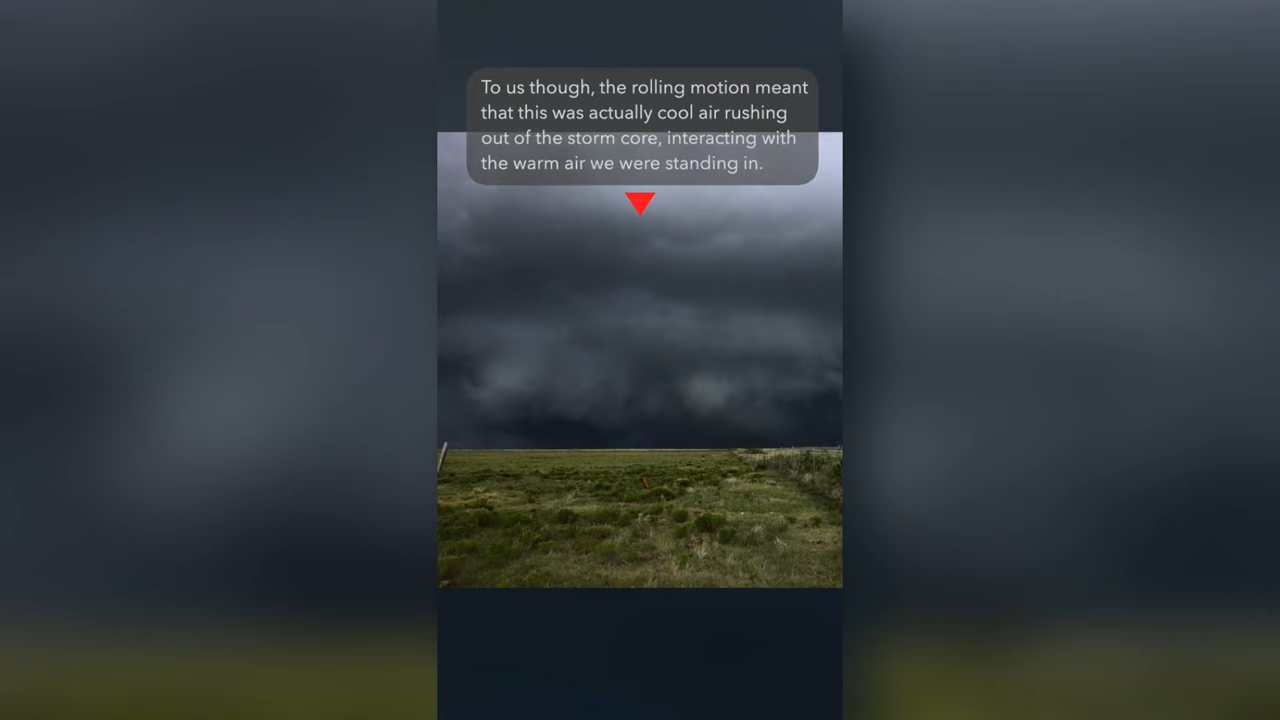 To us though, the rolling motion meant
that this was actually cool air rushing
out of the storm core, interacting with
the warm air we were standing in.